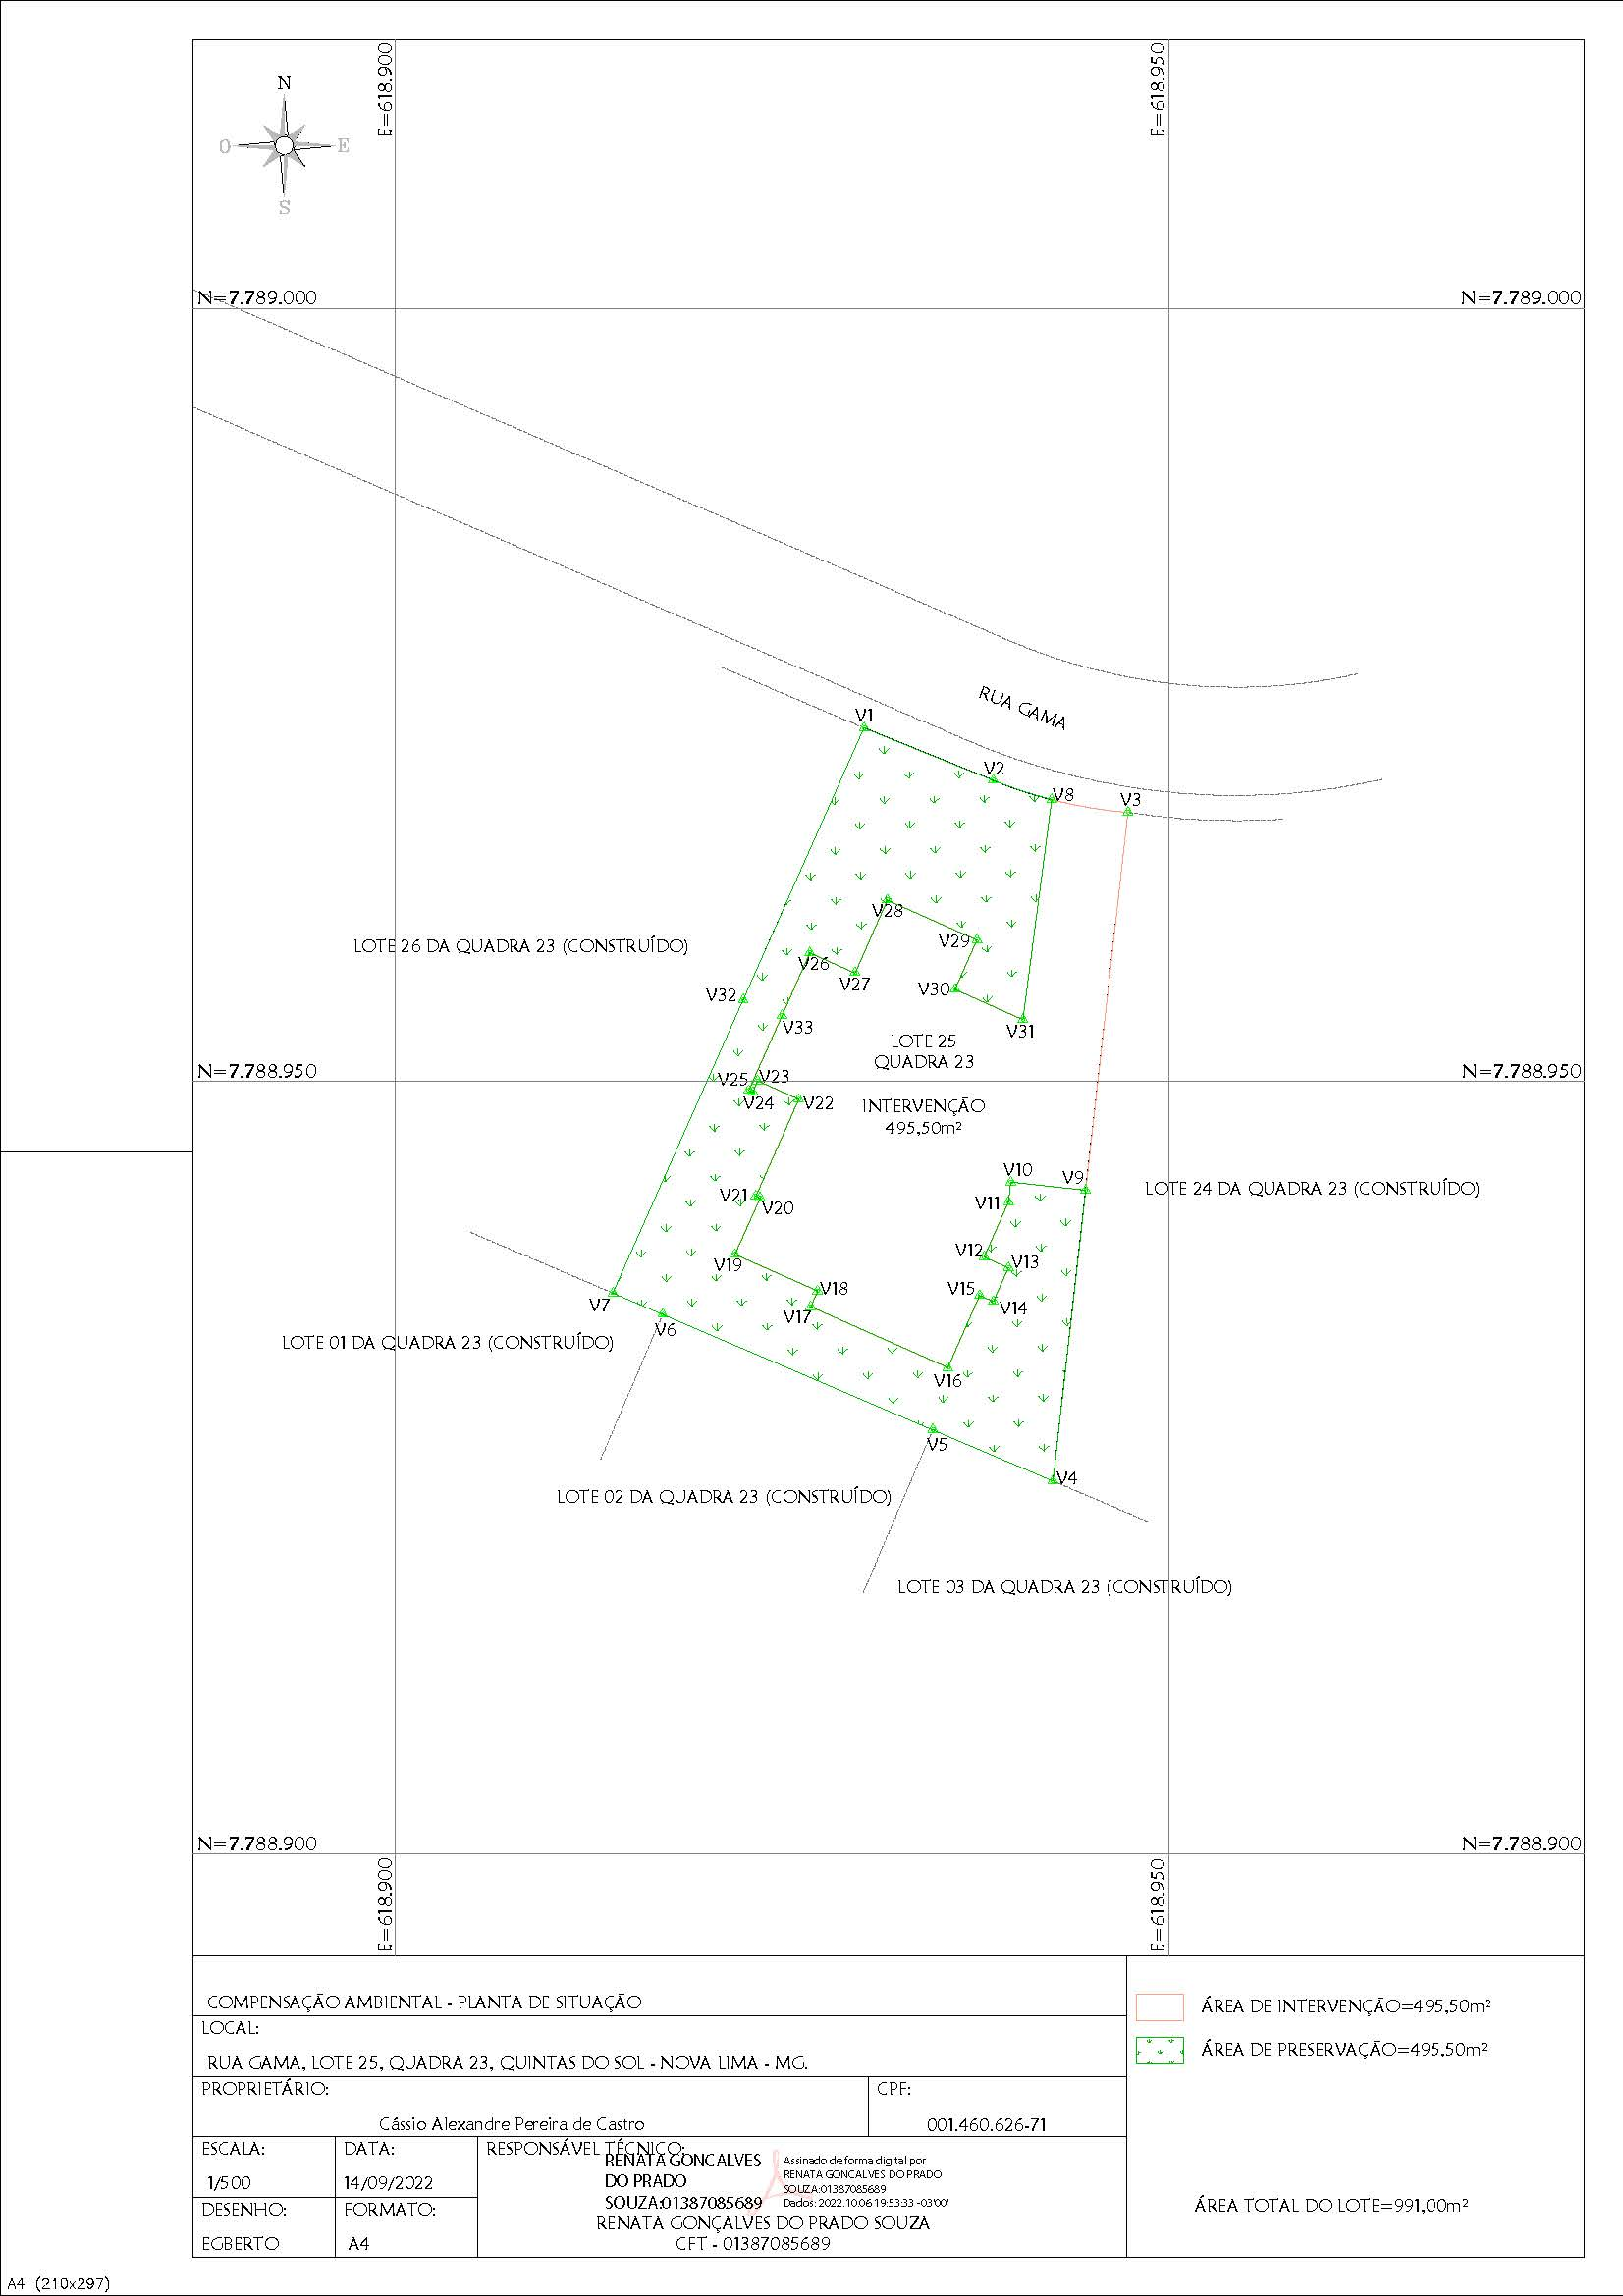 E=618.900
E=618.950
N
O
E
S
N=7.789.000
N=7.789.000
RUA GAMA
V1
V2
V8
V3
V28
V29
LOTE 26 DA QUADRA 23 (CONSTRUÍDO)
V26
V27
V30
V32
V33
V31
LOTE 25
QUADRA 23
N=7.788.950
V25
V23
N=7.788.950
V24
V22
INTERVENÇÃO
495,50m²
V10
V9
LOTE 24 DA QUADRA 23 (CONSTRUÍDO)
V21
V11
V20
V12
V13
V19
V18
V15
V7
V17
V14
V6
LOTE 01 DA QUADRA 23 (CONSTRUÍDO)
V16
V5
V4
LOTE 02 DA QUADRA 23 (CONSTRUÍDO)
LOTE 03 DA QUADRA 23 (CONSTRUÍDO)
N=7.788.900
N=7.788.900
E=618.900
E=618.950
COMPENSAÇÃO AMBIENTAL - PLANTA DE SITUAÇÃO
LOCAL:
RUA GAMA, LOTE 25, QUADRA 23, QUINTAS DO SOL - NOVA LIMA - MG.
PROPRIETÁRIO:
Cássio Alexandre Pereira de Castro
CPF:
001.460.626-71
ESCALA:
1/500
DATA:
14/09/2022
RESPONSÁVEL TÉCNICO:
RENATA GONCALVES
DO PRADO
SOUZA:01387085689
Assinado de forma digital por
RENATA GONCALVES DO PRADO
SOUZA:01387085689
Dados: 2022.10.06 19:53:33 -03'00'
RENATA GONÇALVES DO PRADO SOUZA
CFT - 01387085689
DESENHO:
EGBERTO
FORMATO:
A4
ÁREA DE INTERVENÇÃO=495,50m²
ÁREA DE PRESERVAÇÃO=495,50m²
ÁREA TOTAL DO LOTE=991,00m²
A4 (210x297)